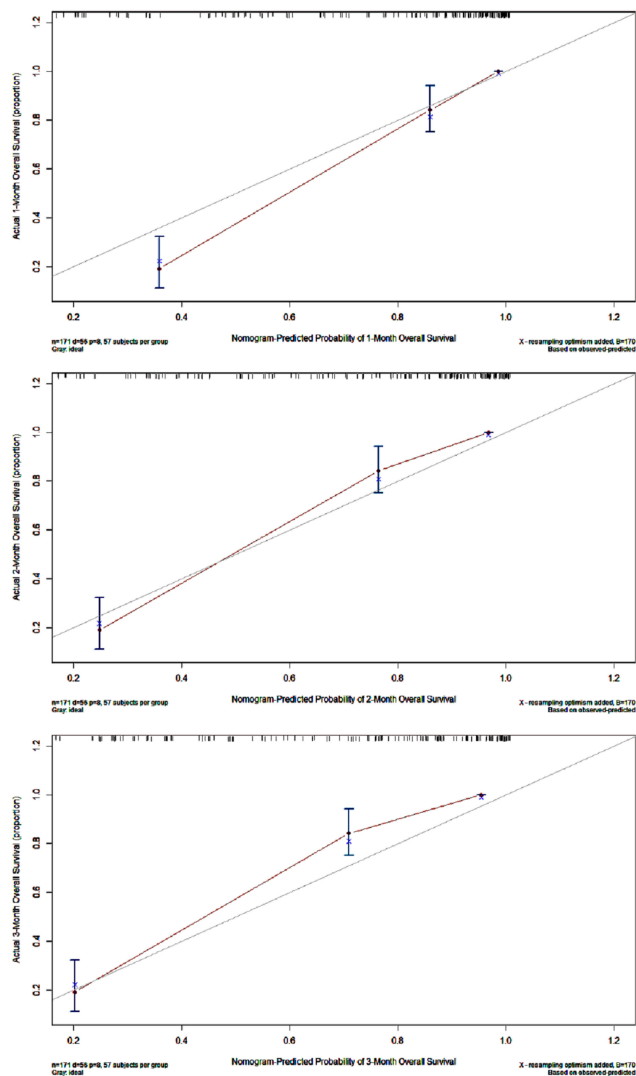 1.2
1.0
0.8
0.6
0.4
0.2
Actual 1-Month Overall Survival (proportion)
0.2 0.4 0.6 0.8 1.0 1.2
n=171 d=55 p=8, 57 subjects per group
Gray: ideal
Nomogram-Predicted Probability of 1-Month Overall Survival
X - resampling optimism added, B=170
Based on observed-predicted
1.2
1.0
0.8
0.6
0.4
0.2
Actual 2-Month Overall Survival (proportion)
0.2 0.4 0.6 0.8 1.0 1.2
n=171 d=55 p=8, 57 subjects per group
Gray: ideal
Nomogram-Predicted Probability of 2-Month Overall Survival
X - resampling optimism added, B=170
Based on observed-predicted
1.2
1.0
0.8
0.6
0.4
0.2
Actual 3-Month Overall Survival (proportion)
0.2 0.4 0.6 0.8 1.0 1.2
n=171 d=55 p=8, 57 subjects per group
Gray: ideal
Nomogram-Predicted Probability of 3-Month Overall Survival
X - resampling optimism added, B=170
Based on observed-predicted